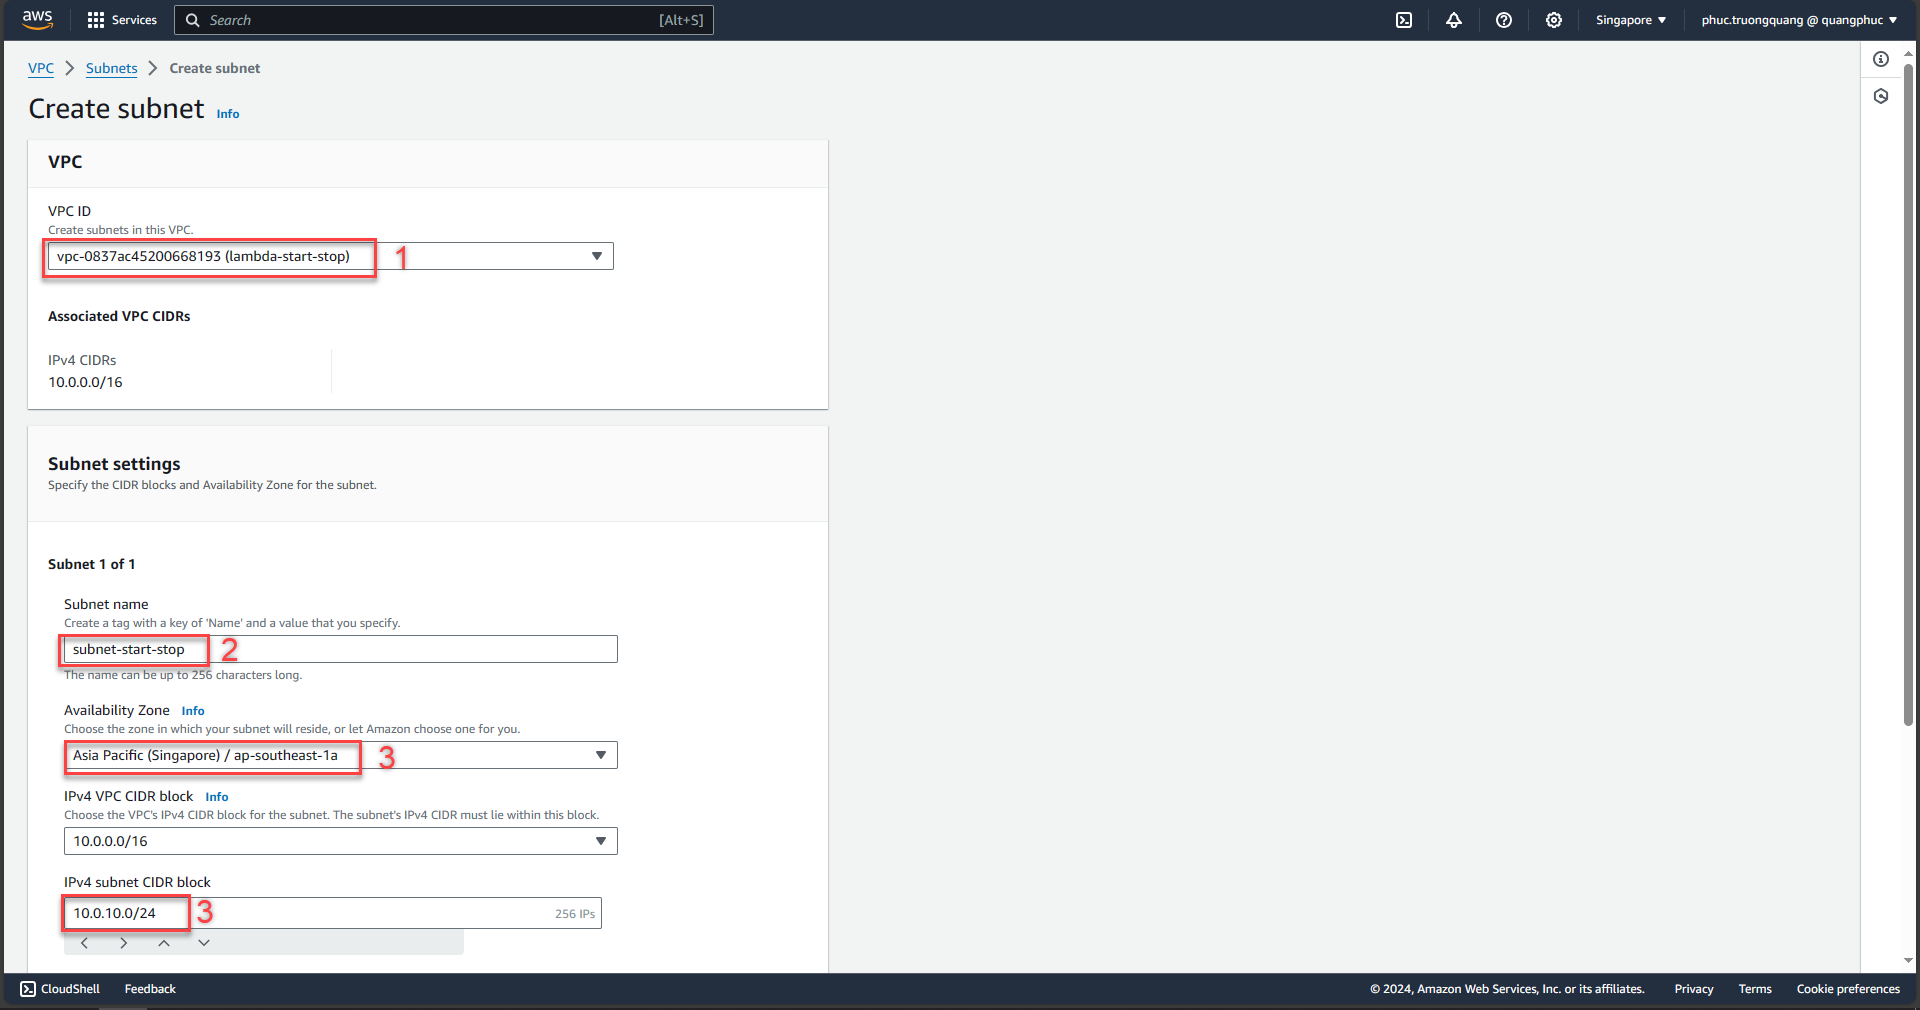 aws Services Search [Alt+S] Singapore phuc.truongquang @ quangphuc
VPC Subnets Create subnet
Create subnet Info
VPC
VPC ID
Create subnets in this VPC.
vpc-0837ac45200668193 (lambda-start-stop) 1
Associated VPC CIDRs
IPv4 CIDRs
10.0.0.0/16
Subnet settings
Specify the CIDR blocks and Availability Zone for the subnet.
Subnet 1 of 1
Subnet name
Create a tag with a key of 'Name' and a value that you specify.
subnet-start-stop 2
The name can be up to 256 characters long.
Availability Zone Info
Choose the zone in which your subnet will reside, or let Amazon choose one for you.
Asia Pacific (Singapore) / ap-southeast-1a 3
IPv4 VPC CIDR block Info
Choose the VPC's IPv4 CIDR block for the subnet. The subnet's IPv4 CIDR must lie within this block.
10.0.0.0/16
IPv4 subnet CIDR block
10.0.10.0/24 3 256 IPs
CloudShell Feedback © 2024, Amazon Web Services, Inc. or its affiliates. Privacy Terms Cookie preferences